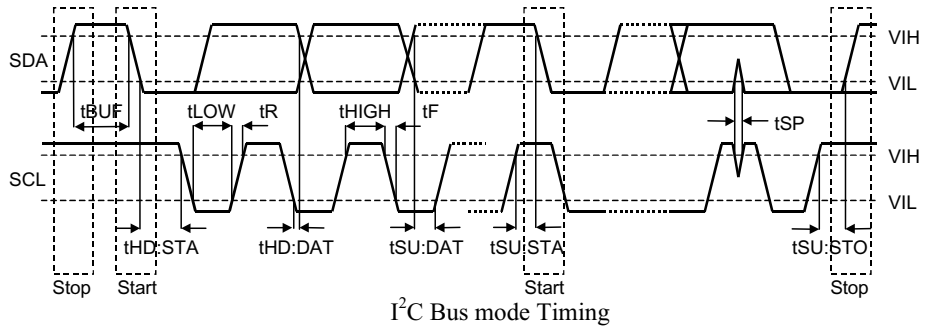 VIH
SDA
VIL
tBUF tLOW tR tHIGH tF
tSP
VIH
SCL
VIL
tHD:STA tHD:DAT tSU:DAT tSU:STA tSU:STO
Stop Start Start Stop
I²C Bus mode Timing